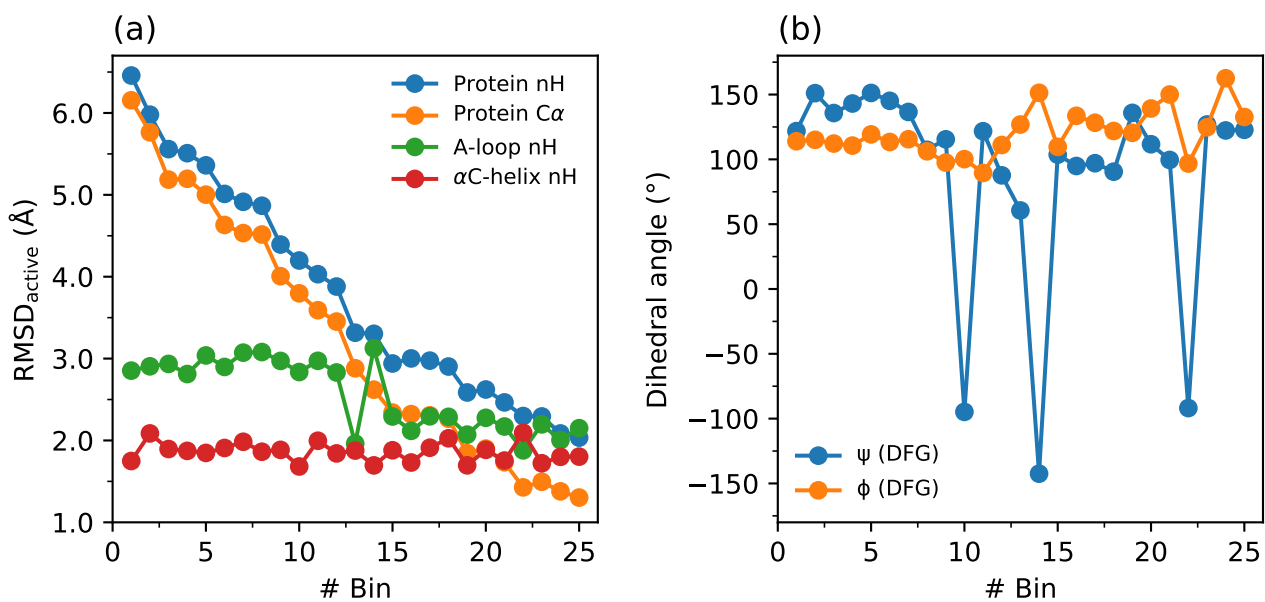 (a)
RMSD_active (Å)
6.0
5.0
4.0
3.0
2.0
1.0
0
5
10
15
20
25
# Bin
Protein nH
Protein Cα
A-loop nH
αC-helix nH
(b)
Dihedral angle (°)
150
100
50
0
−50
−100
−150
0
5
10
15
20
25
# Bin
ψ (DFG)
ϕ (DFG)